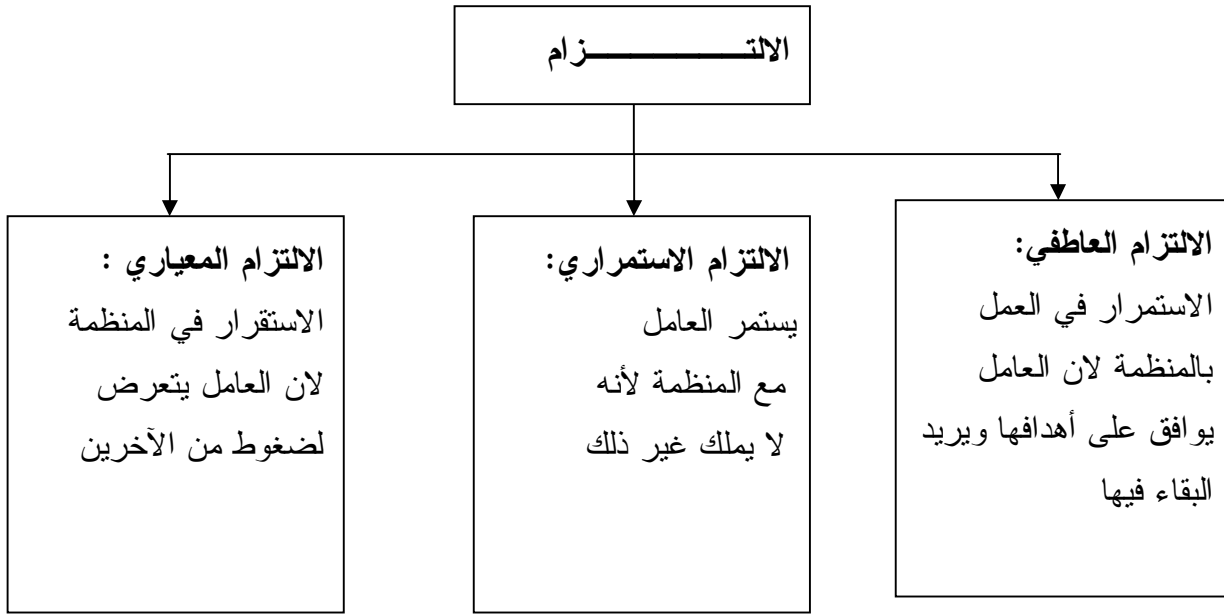 الالتـــــــــــــزام
الالتزام العاطفي:
الاستمرار في العمل
بالمنظمة لان العامل
يوافق على أهدافها ويريد
البقاء فيها
الالتزام الاستمراري:
يستمر العامل
مع المنظمة لأنه
لا يملك غير ذلك
الالتزام المعياري :
الاستقرار في المنظمة
لان العامل يتعرض
لضغوط من الآخرين